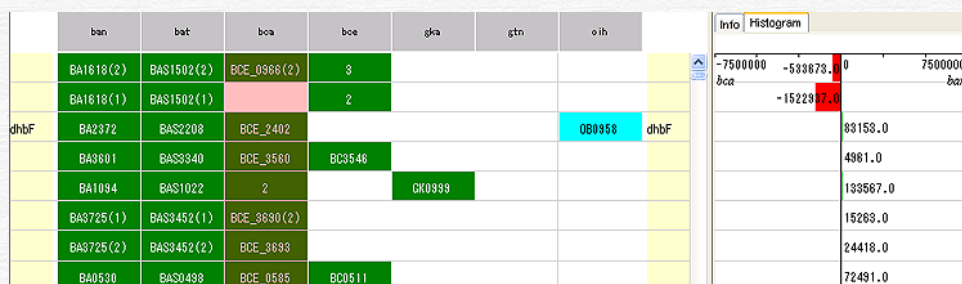 Info Histogram
ban bat bca bce gka gtn oih
-7500000 -533673.0 0 7500000
bca
BA1618(2) BAS1502(2) BCE_0966(2) 3
BA1618(1) BAS1502(1) 2 -1522937.0
dhbF BA2372 BAS2208 BCE_2402 OB0958 dhbF 83153.0
BA3601 BAS3340 BCE_3560 BC3546 4981.0
BA1094 BAS1022 2 GK0999 133567.0
BA3725(1) BAS3452(1) BCE_3690(2) 15263.0
BA3725(2) BAS3452(2) BCE_3693 24418.0
BA0530 BAS0498 BCE_0585 BC0511 72491.0